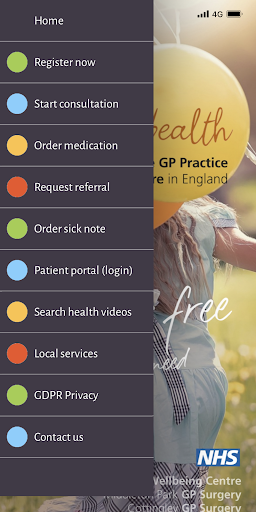 4G
Home
Register now
Start consultation
Order medication
Request referral
Order sick note
Patient portal (login)
Search health videos
Local services
GDPR Privacy
Contact us
health
GP Practice
in England
free
need
NHS
Wellbeing Centre
Park GP Surgery
Cottingley GP Surgery